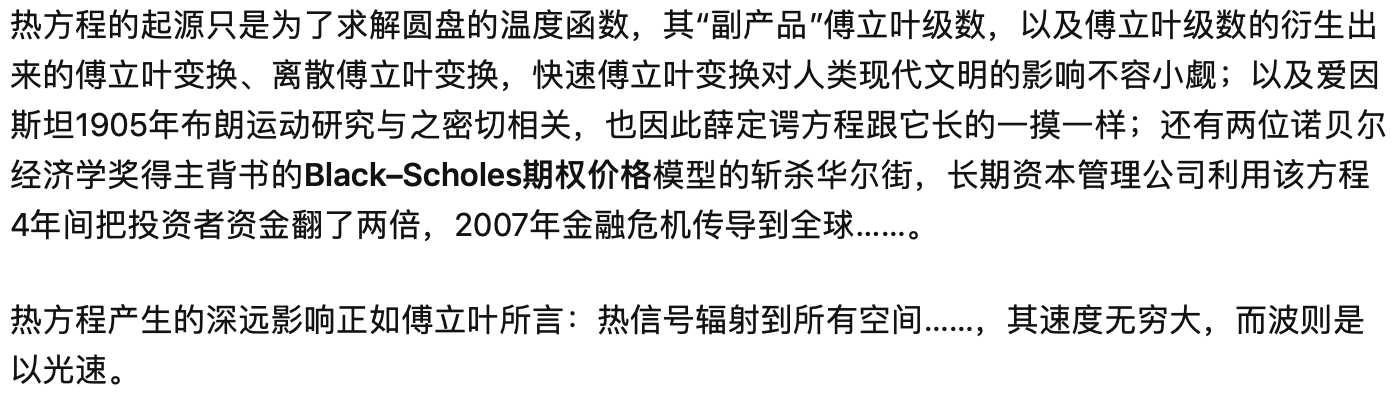 热方程的起源只是为了求解圆盘的温度函数，其“副产品”傅立叶级数，以及傅立叶级数的衍生出
来的傅立叶变换、离散傅立叶变换，快速傅立叶变换对人类现代文明的影响不容小觑；以及爱因
斯坦1905年布朗运动研究与之密切相关，也因此薛定谔方程跟它长的一摸一样；还有两位诺贝尔
经济学奖得主背书的Black–Scholes期权价格模型的斩杀华尔街，长期资本管理公司利用该方程
4年间把投资者资金翻了两倍，2007年金融危机传导到全球……。
热方程产生的深远影响正如傅立叶所言：热信号辐射到所有空间……，其速度无穷大，而波则是
以光速。